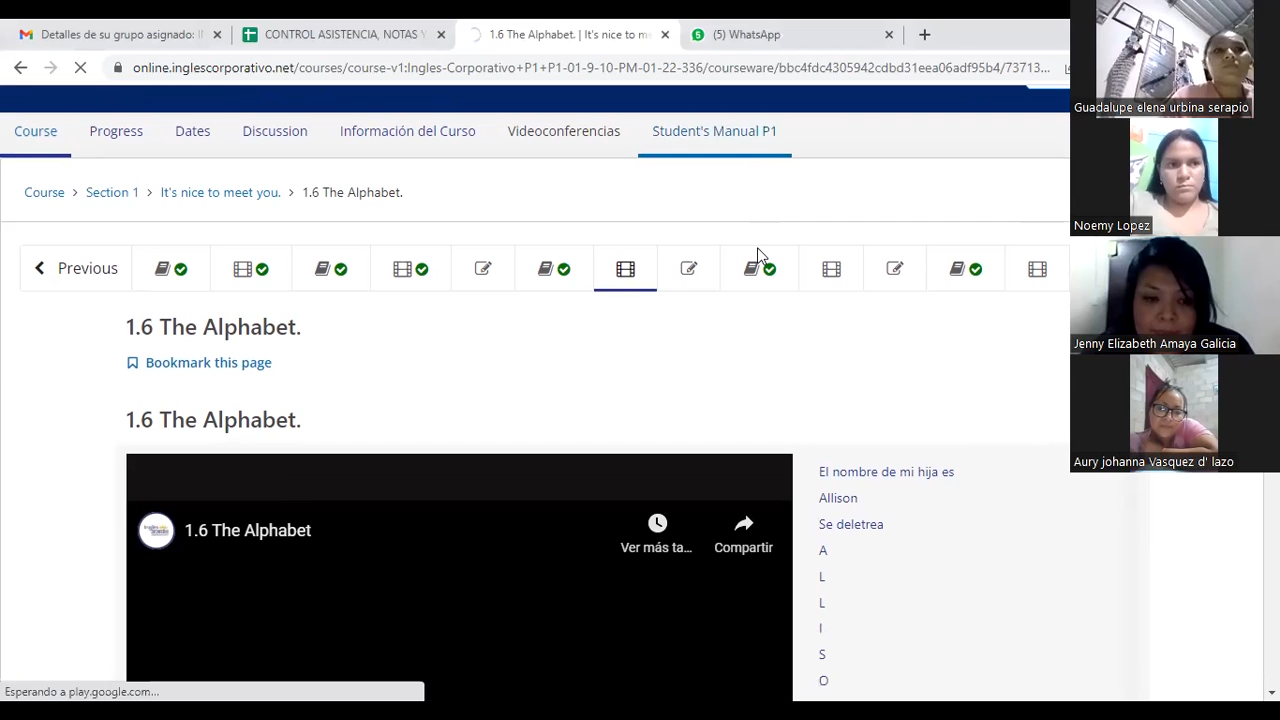 Detalles de su grupo asignado: I
CONTROL ASISTENCIA, NOTAS Y
1.6 The Alphabet. | It's nice to me
(5) WhatsApp
online.inglescorporativo.net/courses/course-v1:Ingles-Corporativo+P1+P1-01-9-10-PM-01-22-336/courseware/bbc4fdc4305942cdbd31eea06adf95b4/73713...
Course
Progress
Dates
Discussion
Información del Curso
Videoconferencias
Student's Manual P1
Course > Section 1 > It's nice to meet you. > 1.6 The Alphabet.
Previous
1.6 The Alphabet.
Bookmark this page
1.6 The Alphabet.
1.6 The Alphabet
Ver más ta...
Compartir
El nombre de mi hija es
Allison
Se deletrea
A
L
L
I
S
O
Esperando a play.google.com...
Guadalupe elena urbina serapio
Noemy Lopez
Jenny Elizabeth Amaya Galicia
Aury johanna Vasquez d' lazo